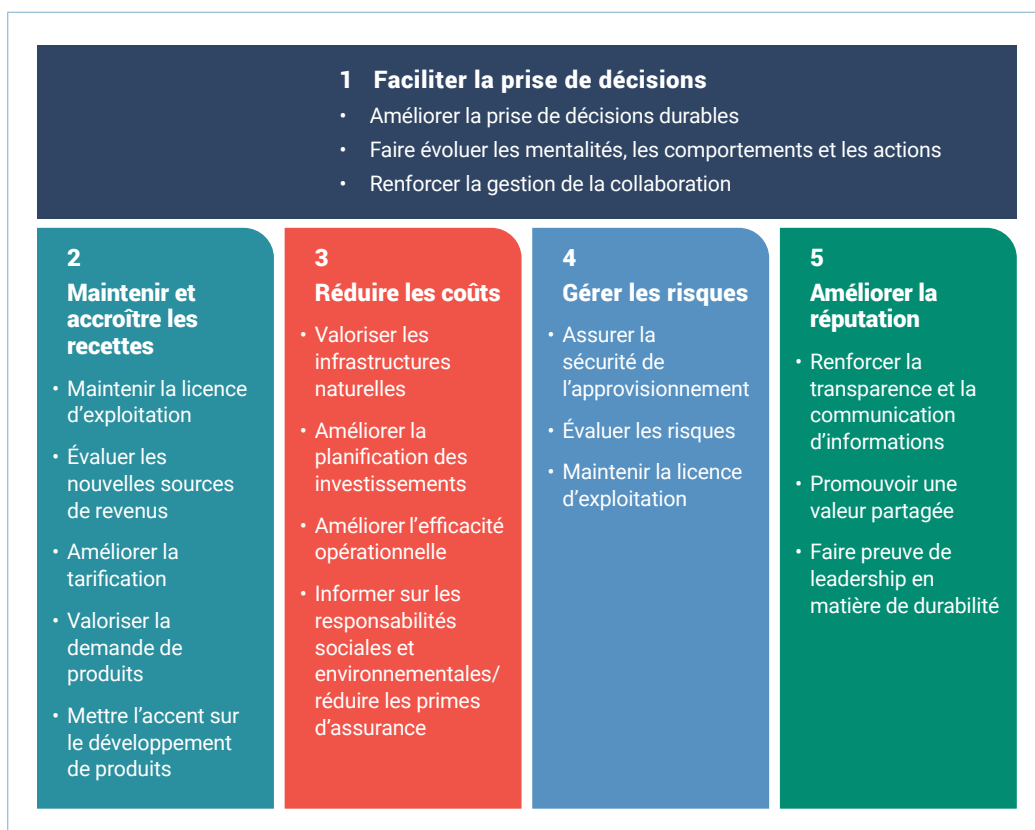 1 Faciliter la prise de décisions
• Améliorer la prise de décisions durables
• Faire évoluer les mentalités, les comportements et les actions
• Renforcer la gestion de la collaboration
2
Maintenir et
accroître les
recettes
• Maintenir la licence
d’exploitation
• Évaluer les
nouvelles sources
de revenus
• Améliorer la
tarification
• Valoriser la
demande de
produits
• Mettre l’accent sur
le développement
de produits
3
Réduire les coûts
• Valoriser les
infrastructures
naturelles
• Améliorer la
planification des
investissements
• Améliorer l’efficacité
opérationnelle
• Informer sur les
responsabilités
sociales et
environnementales/
réduire les primes
d’assurance
4
Gérer les risques
• Assurer la
sécurité de
l’approvisionnement
• Évaluer les risques
• Maintenir la licence
d’exploitation
5
Améliorer la
réputation
• Renforcer la
transparence et la
communication
d’informations
• Promouvoir une
valeur partagée
• Faire preuve de
leadership en
matière de durabilité